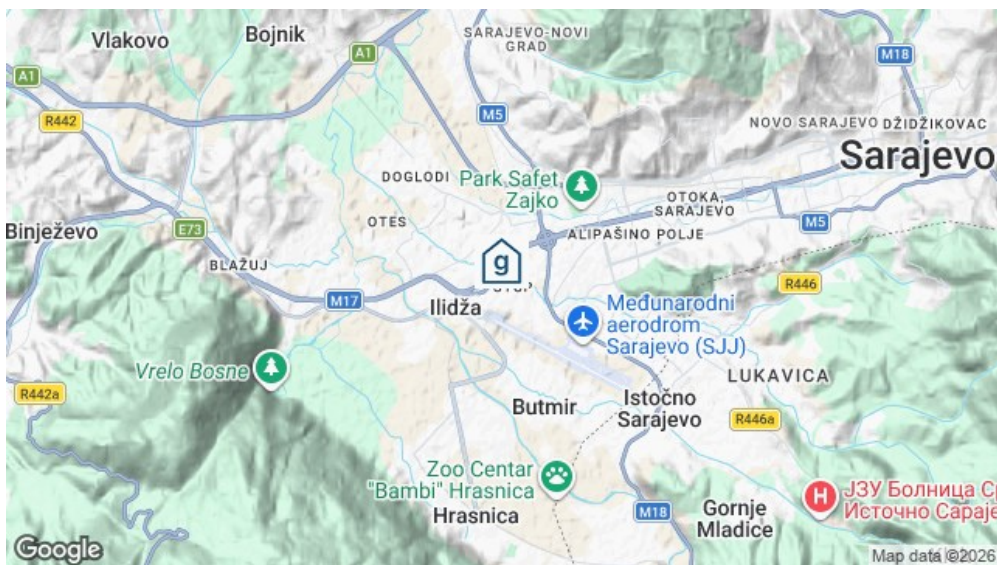 Vlakovo
Bojnik
SARAJEVO-NOVI
GRAD
M18
A1
A1
M5
R442
NOVO SARAJEVO
DŽIDŽIKOVAC
Sarajevo
DOGLODI
Park Safet
Zajko
OTOKA,
SARAJEVO
M5
OTES
Binježevo
E73
ALIPAŠINO POLJE
g
BLAŽUJ
R446
M17
Ilidža
Međunarodni
aerodrom
Sarajevo (SJJ)
Vrelo Bosne
LUKAVICA
R442a
Butmir
Istočno
Sarajevo
R446a
Zoo Centar
"Bambi" Hrasnica
Hrasnica
M18
Gornje
Mladice
H
ЈЗУ Болница Ср
Источно Сараје
Google
Map data ©2026